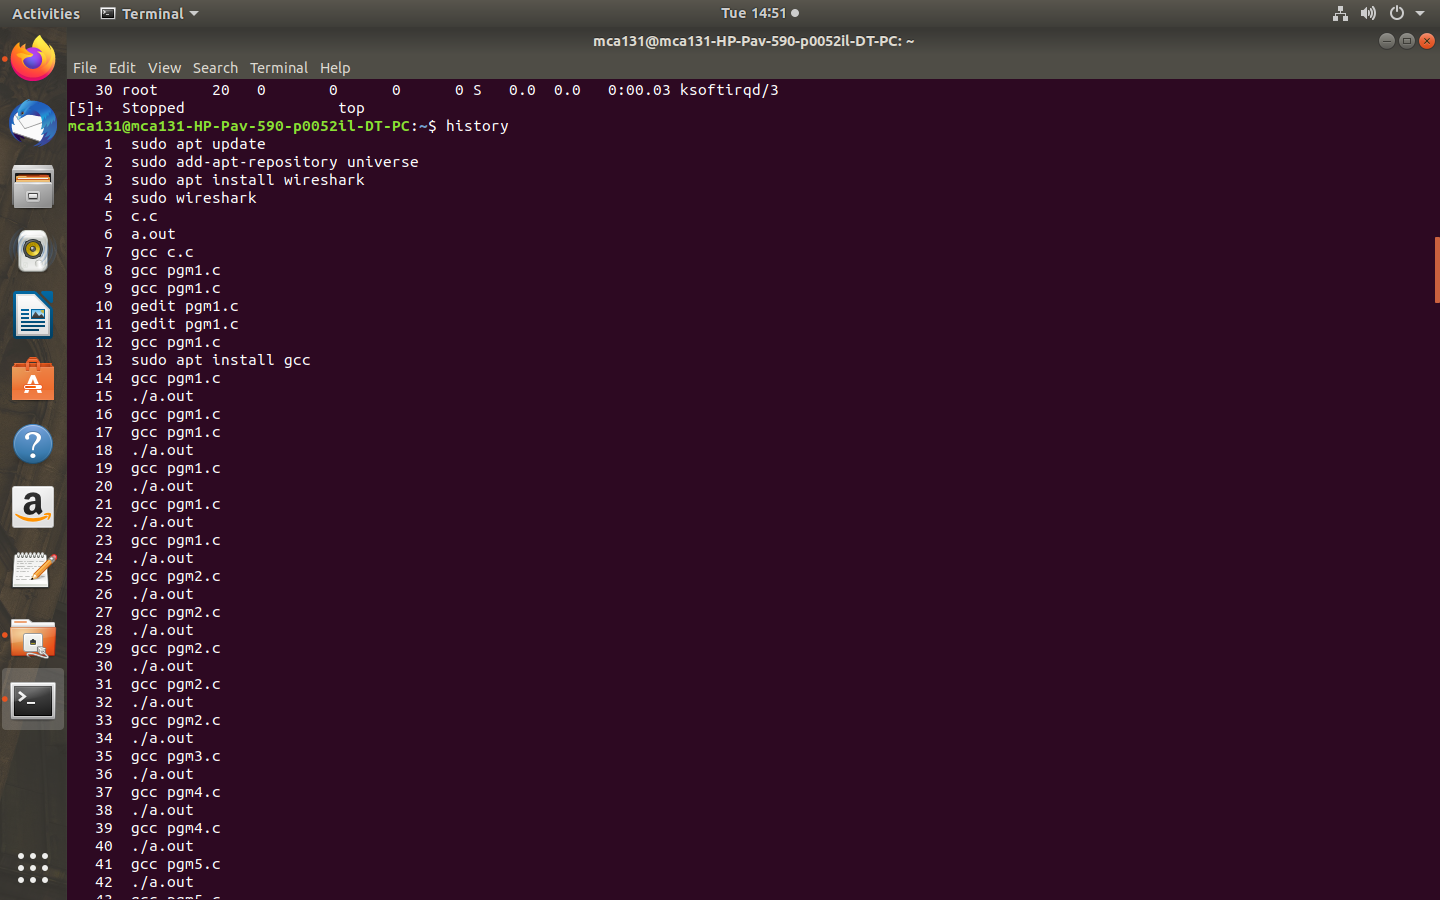 Activities Terminal Tue 14:51
mca131@mca131-HP-Pav-590-p0052il-DT-PC: ~
File Edit View Search Terminal Help
30 root 20 0 0 0 0 S 0.0 0.0 0:00.03 ksoftirqd/3
[5]+ Stopped top
mca131@mca131-HP-Pav-590-p0052il-DT-PC:~$ history
1 sudo apt update
2 sudo add-apt-repository universe
3 sudo apt install wireshark
4 sudo wireshark
5 c.c
6 a.out
7 gcc c.c
8 gcc pgm1.c
9 gcc pgm1.c
10 gedit pgm1.c
11 gedit pgm1.c
12 gcc pgm1.c
13 sudo apt install gcc
14 gcc pgm1.c
15 ./a.out
16 gcc pgm1.c
17 gcc pgm1.c
18 ./a.out
19 gcc pgm1.c
20 ./a.out
21 gcc pgm1.c
22 ./a.out
23 gcc pgm1.c
24 ./a.out
25 gcc pgm2.c
26 ./a.out
27 gcc pgm2.c
28 ./a.out
29 gcc pgm2.c
30 ./a.out
31 gcc pgm2.c
32 ./a.out
33 gcc pgm2.c
34 ./a.out
35 gcc pgm3.c
36 ./a.out
37 gcc pgm4.c
38 ./a.out
39 gcc pgm4.c
40 ./a.out
41 gcc pgm5.c
42 ./a.out
43 gcc pgm5.c